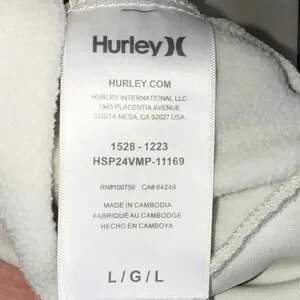 Hurley
HURLEY.COM
HURLEY INTERNATIONAL LLC
1945 PLACENTIA AVENUE
COSTA MESA, CA 92627 USA
1528 - 1223
HSP24VMP-11169
RN#100759 CA# 64249
MADE IN CAMBODIA
FABRIQUÉ AU CAMBODGE
HECHO EN CAMBOYA
L / G / L